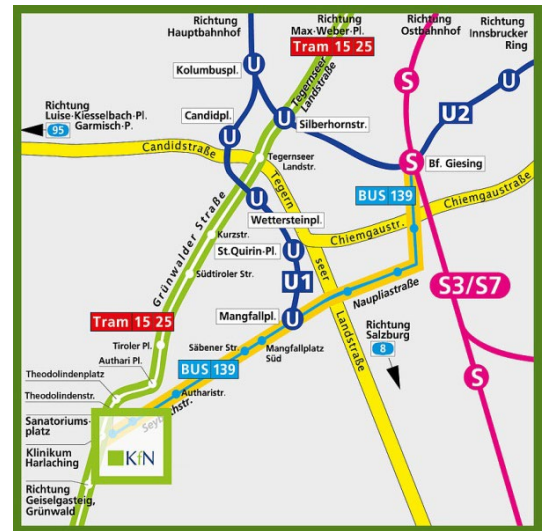 Richtung
Hauptbahnhof
Richtung
Max-Weber-Pl.
Richtung
Ostbahnhof
Richtung
Innsbrucker
Ring
Tram 15 25
Kolumbuspl.
U
S
U
Tegernseer
Landstraße
Richtung
Luise-Kiesselbach-Pl.
Garmisch-P.
95
Candidpl.
U
U
Silberhornstr.
U2
Candidstraße
Tegernseer
Landstr.
S
Bf. Giesing
U
Wettersteinpl.
BUS 139
Chiemgaustr.
Chiemgaustraße
Tegern
seer
Landstraße
Grünwalder Straße
Kurzstr.
St.Quirin-Pl.
U
Südtiroler Str.
U1
Naupliastraße
S3/S7
Mangfallpl.
U
Tram 15 25
Richtung
Salzburg
8
Tiroler Pl.
Säbener Str.
Mangfallplatz
Süd
Authari Pl.
BUS 139
S
Theodolindenplatz
Theodolindenstr.
Autharistr.
Sanatoriums-
platz
Seybothstr.
Klinikum
Harlaching
KfN
Richtung
Geiselgasteig,
Grünwald